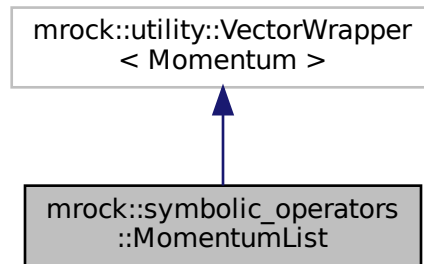 mrock::utility::VectorWrapper
< Momentum >
mrock::symbolic_operators
::MomentumList